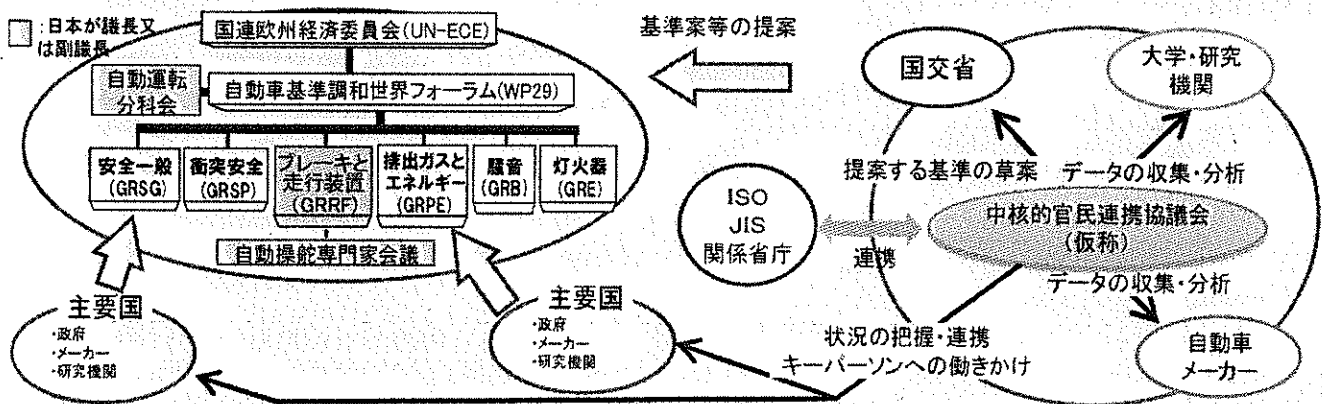 :日本が議長又
は副議長
国連欧州経済委員会(UN-ECE)
自動運転
分科会
自動車基準調和世界フォーラム(WP29)
安全一般
(GRSG)
衝突安全
(GRSP)
ブレーキと
走行装置
(GRRF)
排出ガスと
エネルギー
(GRPE)
騒音
(GRB)
灯火器
(GRE)
自動操舵専門家会議
主要国
・政府
・メーカー
・研究機関
主要国
・政府
・メーカー
・研究機関
基準案等の提案
国交省
大学・研究
機関
提案する基準の草案
データの収集・分析
ISO
JIS
関係省庁
連携
中核的官民連携協議会
(仮称)
データの収集・分析
状況の把握・連携
キーパーソンへの働きかけ
自動車
メーカー